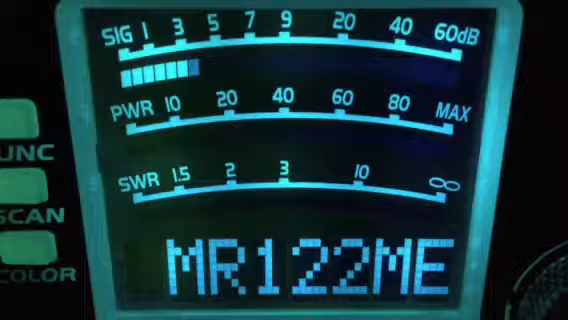 SIG 1 3 5 7 9 20 40 60dB
PWR 10 20 40 60 80 MAX
UNC
SWR 1.5 2 3 10 ∞
SCAN
COLOR
MR122ME